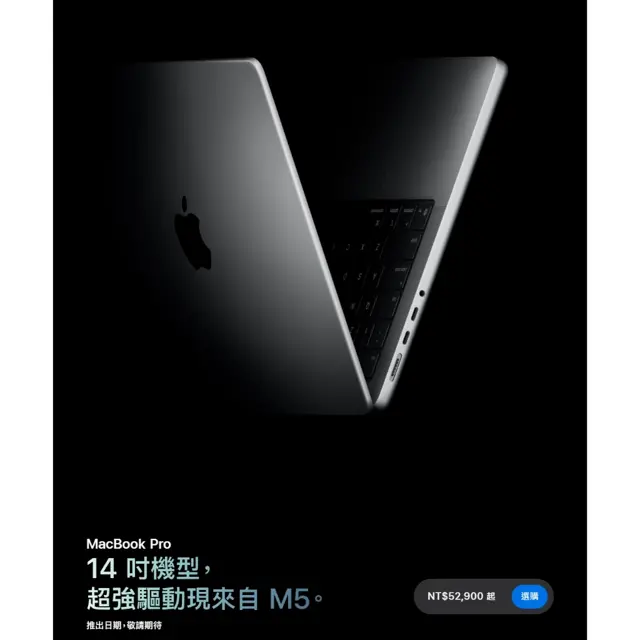 MacBook Pro
14 吋機型，
超強驅動現來自 M5。
推出日期，敬請期待
NT$52,900 起
選購